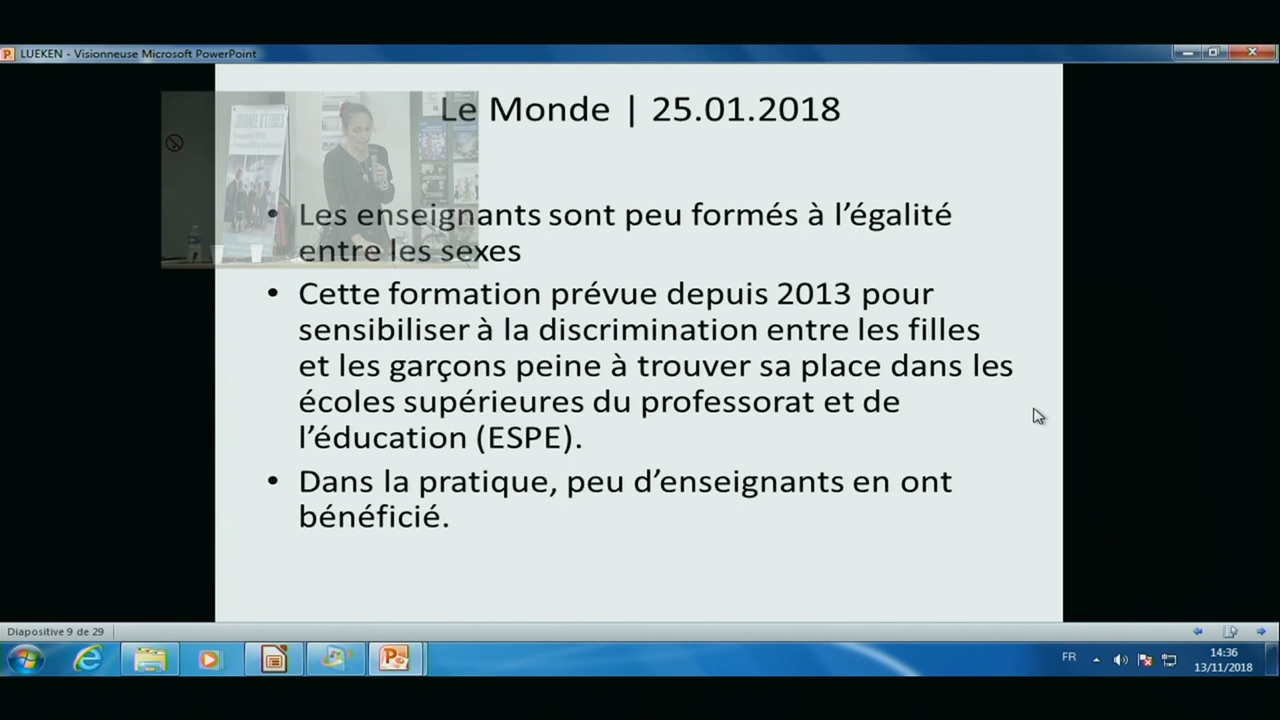 LUEKEN - Visionneuse Microsoft PowerPoint
Le Monde | 25.01.2018
JOURNÉE D'ÉTUDES
• Les enseignants sont peu formés à l’égalité
entre les sexes
• Cette formation prévue depuis 2013 pour
sensibiliser à la discrimination entre les filles
et les garçons peine à trouver sa place dans les
écoles supérieures du professorat et de
l’éducation (ESPE).
• Dans la pratique, peu d’enseignants en ont
bénéficié.
Diapositive 9 de 29
FR
14:36
13/11/2018